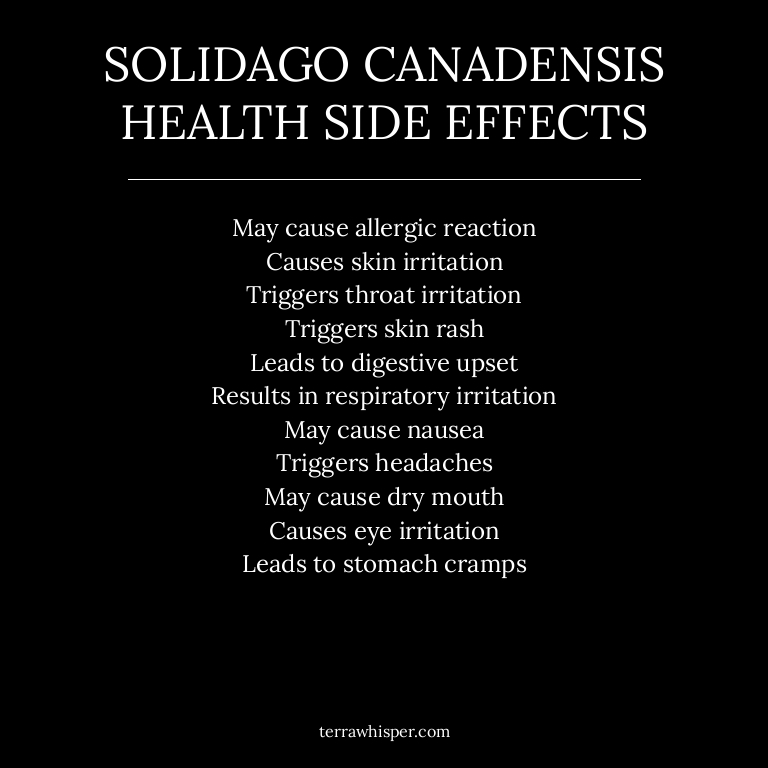 SOLIDAGO CANADENSIS
HEALTH SIDE EFFECTS
May cause allergic reaction
Causes skin irritation
Triggers throat irritation
Triggers skin rash
Leads to digestive upset
Results in respiratory irritation
May cause nausea
Triggers headaches
May cause dry mouth
Causes eye irritation
Leads to stomach cramps
terrawhisper.com